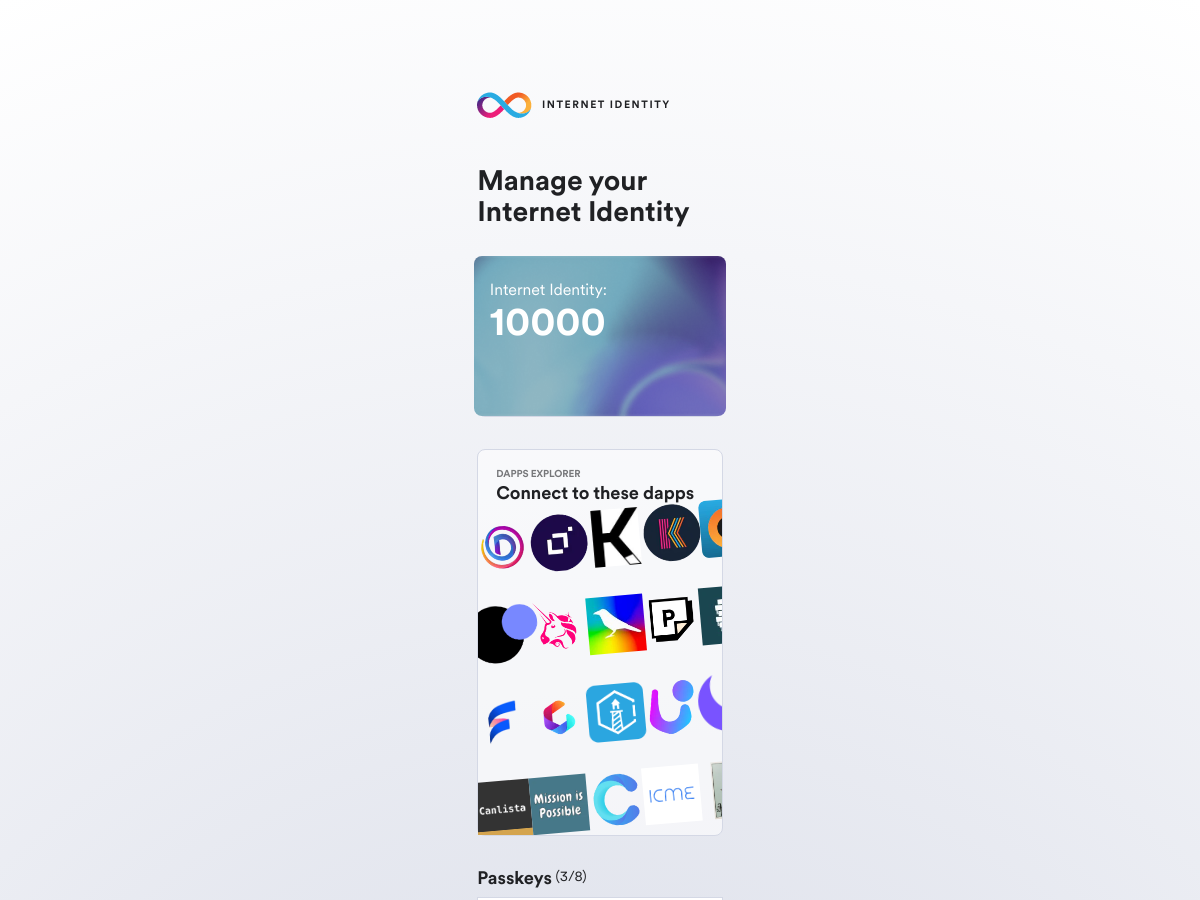 INTERNET IDENTITY
Manage your
Internet Identity
Internet Identity:
10000
DAPPS EXPLORER
Connect to these dapps
K
P
Canlista
Mission is
Possible
ICME
Passkeys (3/8)